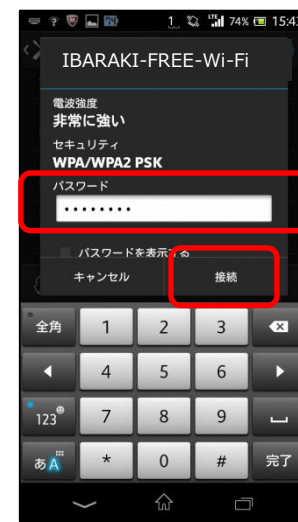 1 LTE 74% 15:43
IBARAKI-FREE-Wi-Fi
電波強度
非常に強い
セキュリティ
WPA/WPA2 PSK
パスワード
••••••••
パスワードを表示する
キャンセル 接続
全角 1 2 3
4 5 6
123 7 8 9
あA * 0 # 完了